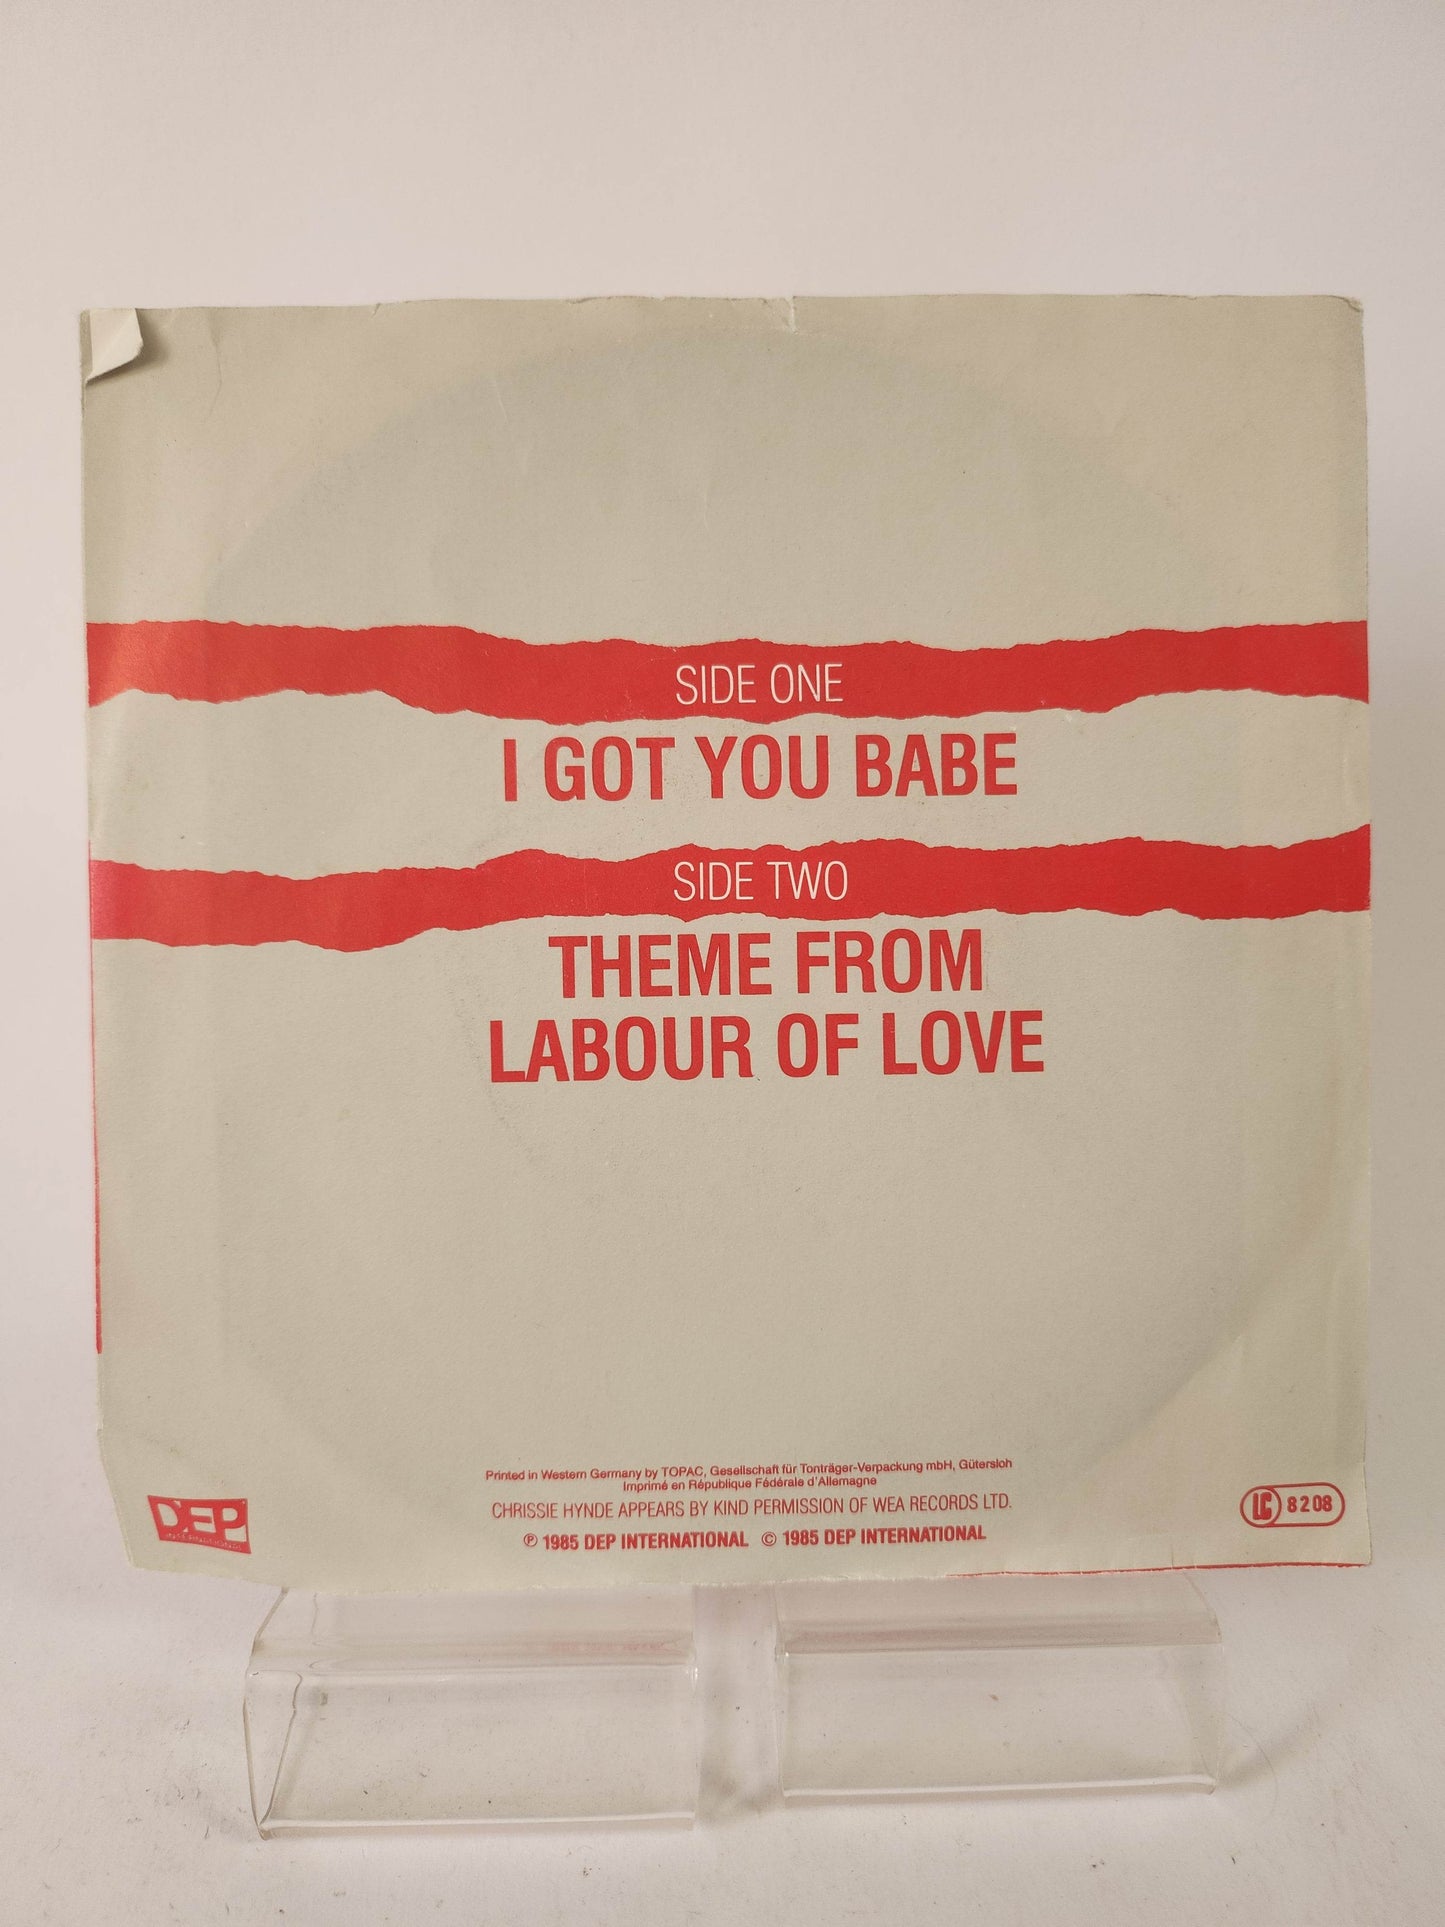 SIDE ONE
I GOT YOU BABE
SIDE TWO
THEME FROM
LABOUR OF LOVE
Printed in Western Germany by TOPAC, Gesellschaft für Tonträger-Verpackung mbH, Gütersloh
Imprimé en République Fédérale d'Allemagne
CHRISSIE HYNDE APPEARS BY KIND PERMISSION OF WEA RECORDS LTD.
℗ 1985 DEP INTERNATIONAL © 1985 DEP INTERNATIONAL
DEP
INTERNATIONAL
LC 8208